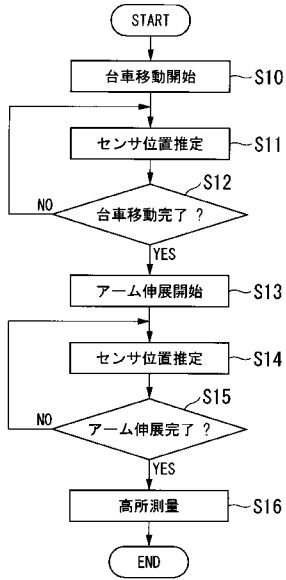 START
台車移動開始 S10
センサ位置推定 S11
S12
台車移動完了 ?
NO
YES
アーム伸展開始 S13
センサ位置推定 S14
S15
アーム伸展完了 ?
NO
YES
高所測量 S16
END